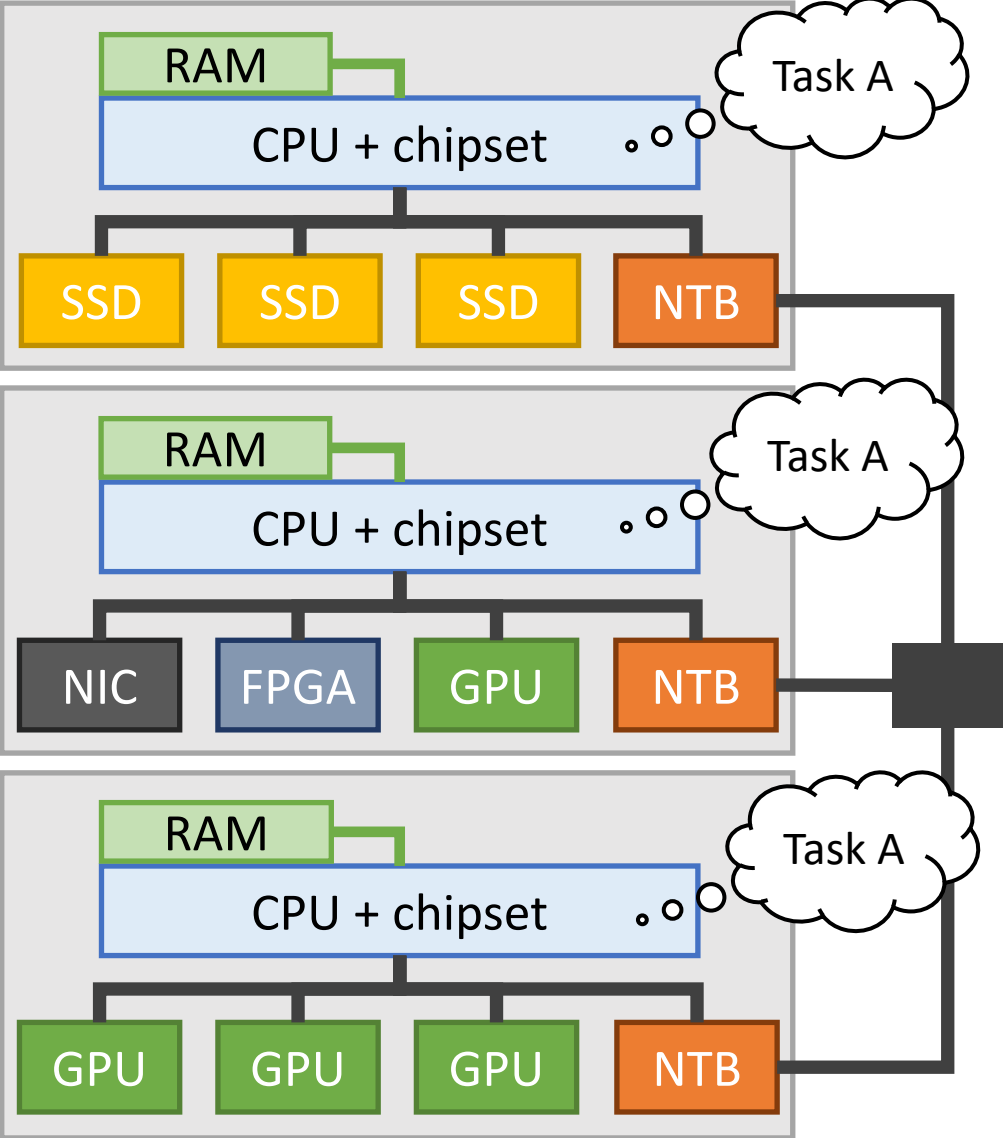 RAM
Task A
CPU + chipset
SSD
SSD
SSD
NTB
RAM
Task A
CPU + chipset
NIC
FPGA
GPU
NTB
RAM
Task A
CPU + chipset
GPU
GPU
GPU
NTB